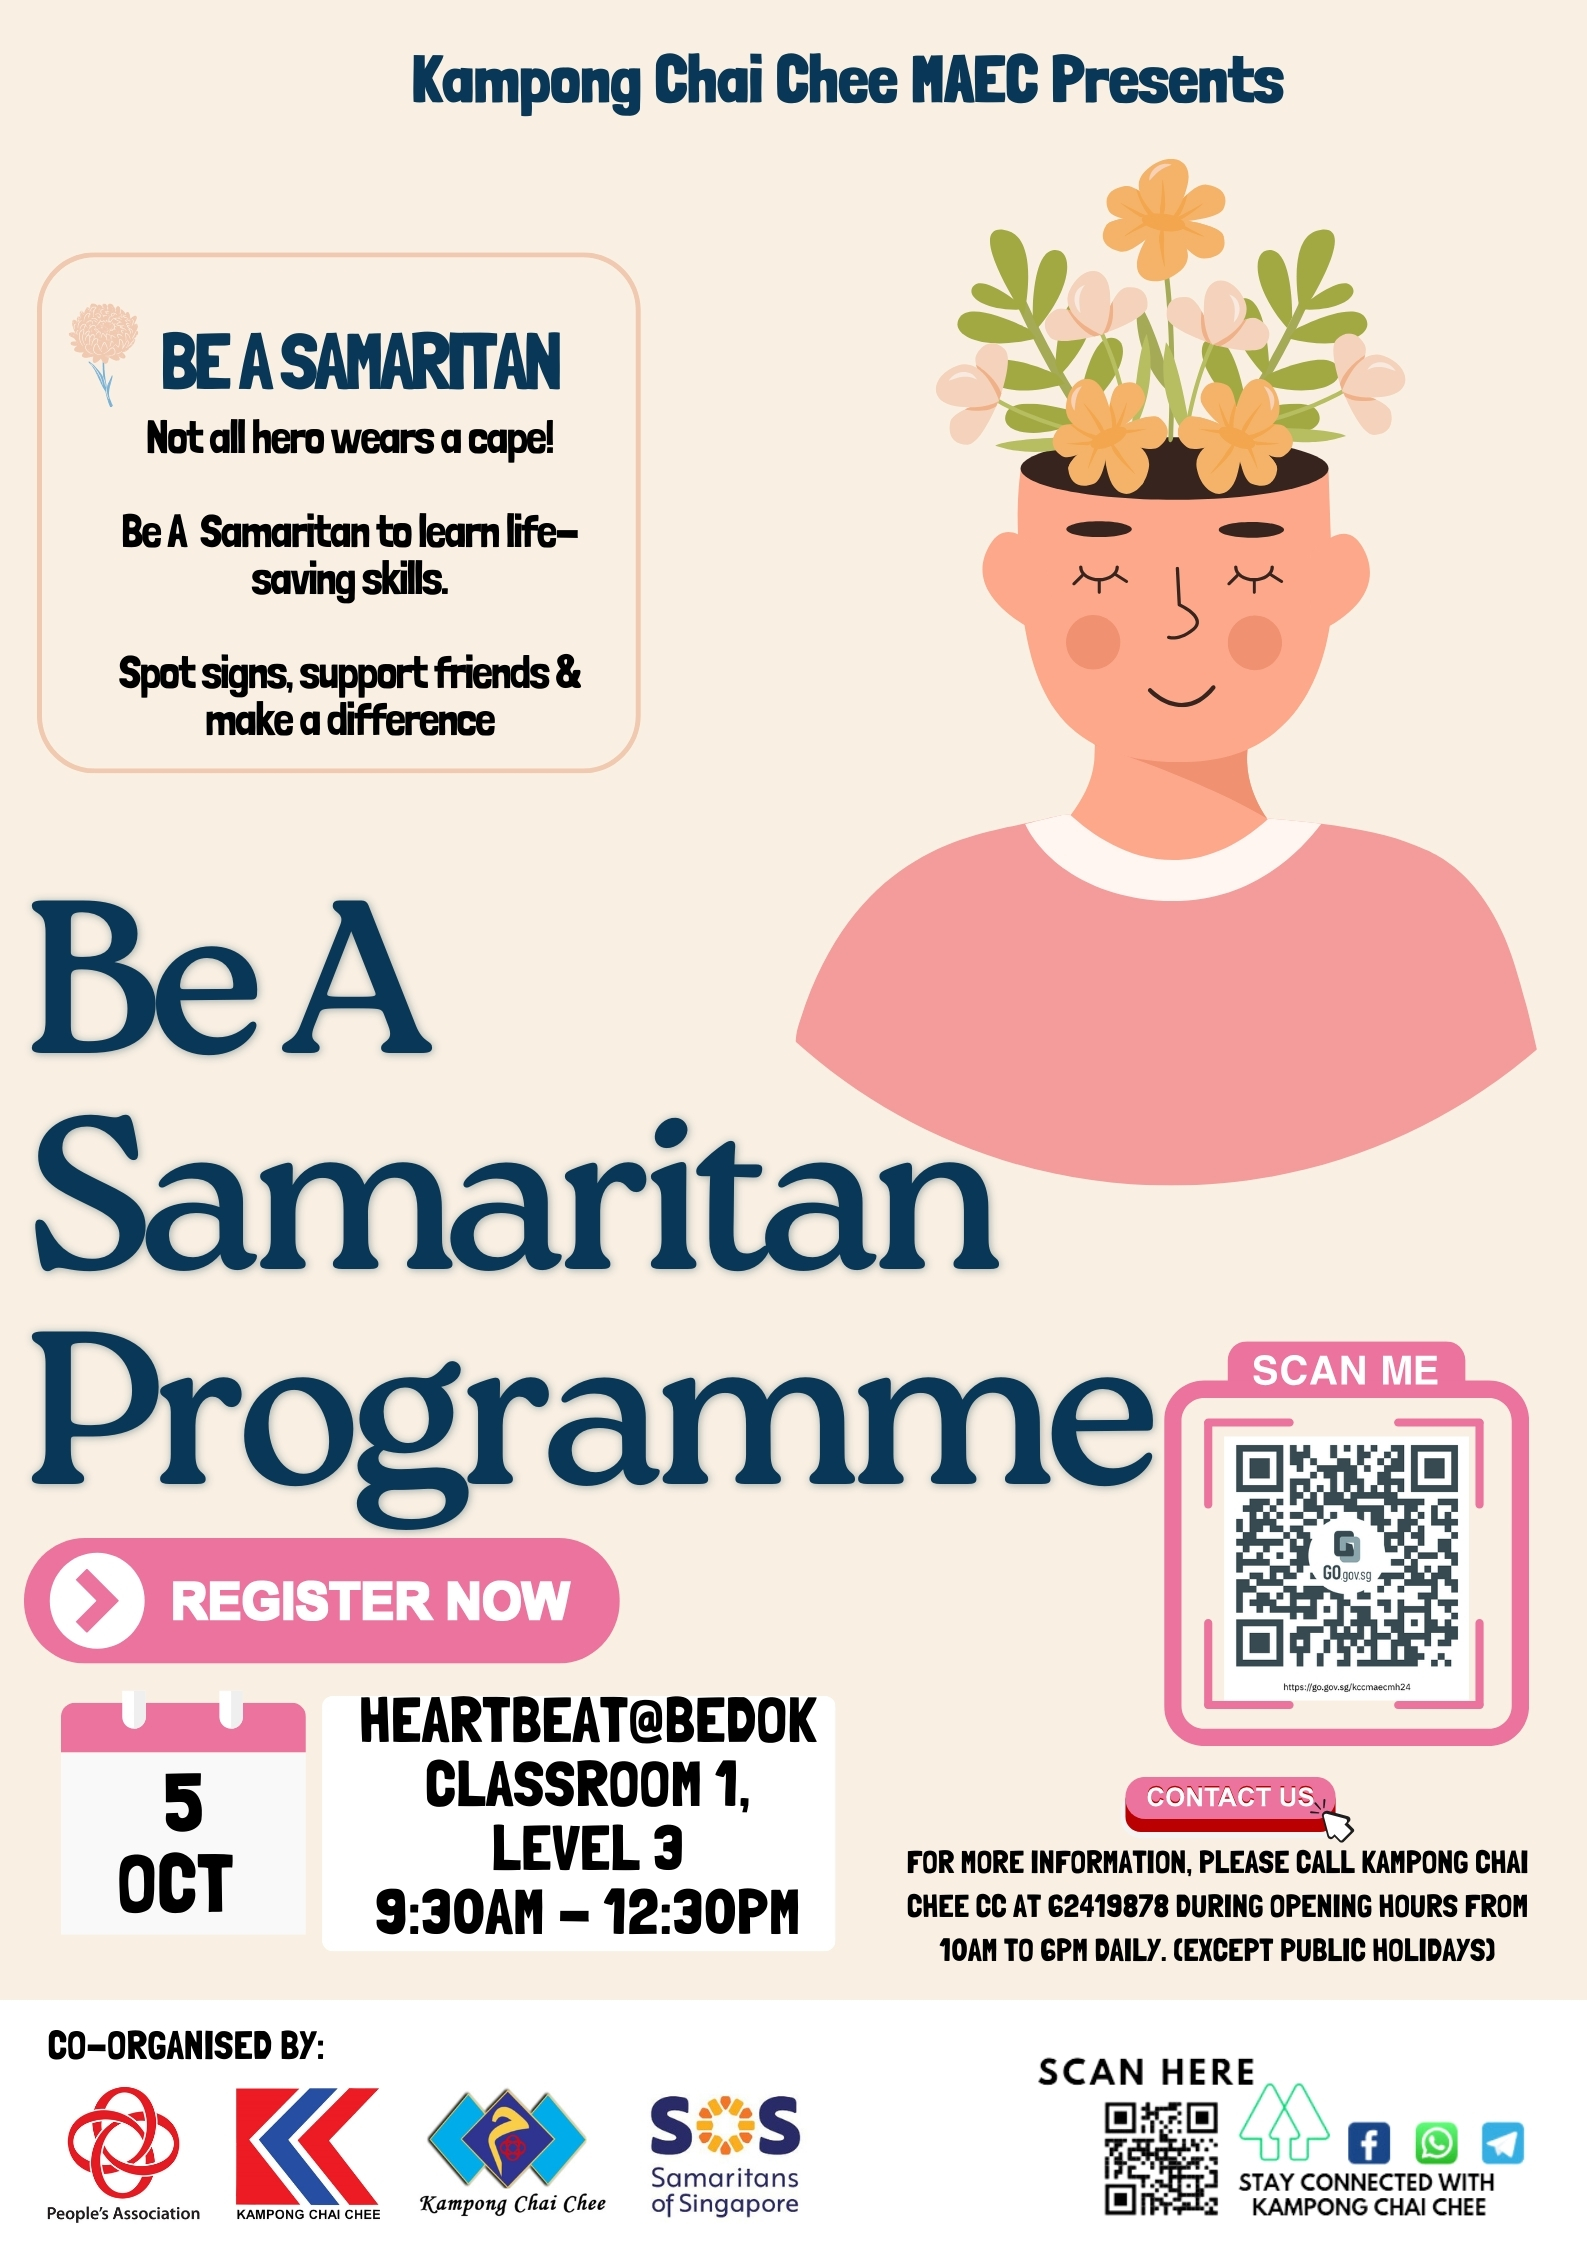 Kampong Chai Chee MAEC Presents
BE A SAMARITAN
Not all hero wears a cape!
Be A Samaritan to learn life-
saving skills.
Spot signs, support friends &
make a difference
Be A
Samaritan
Programme
SCAN ME
GO.gov.sg
https://go.gov.sg/kccmaecmh24
REGISTER NOW
5
OCT
HEARTBEAT@BEDOK
CLASSROOM 1,
LEVEL 3
9:30AM - 12:30PM
CONTACT US
FOR MORE INFORMATION, PLEASE CALL KAMPONG CHAI
CHEE CC AT 62419878 DURING OPENING HOURS FROM
10AM TO 6PM DAILY. (EXCEPT PUBLIC HOLIDAYS)
CO-ORGANISED BY:
People's Association
KAMPONG CHAI CHEE
Kampong Chai Chee
SOS
Samaritans
of Singapore
SCAN HERE
STAY CONNECTED WITH
KAMPONG CHAI CHEE